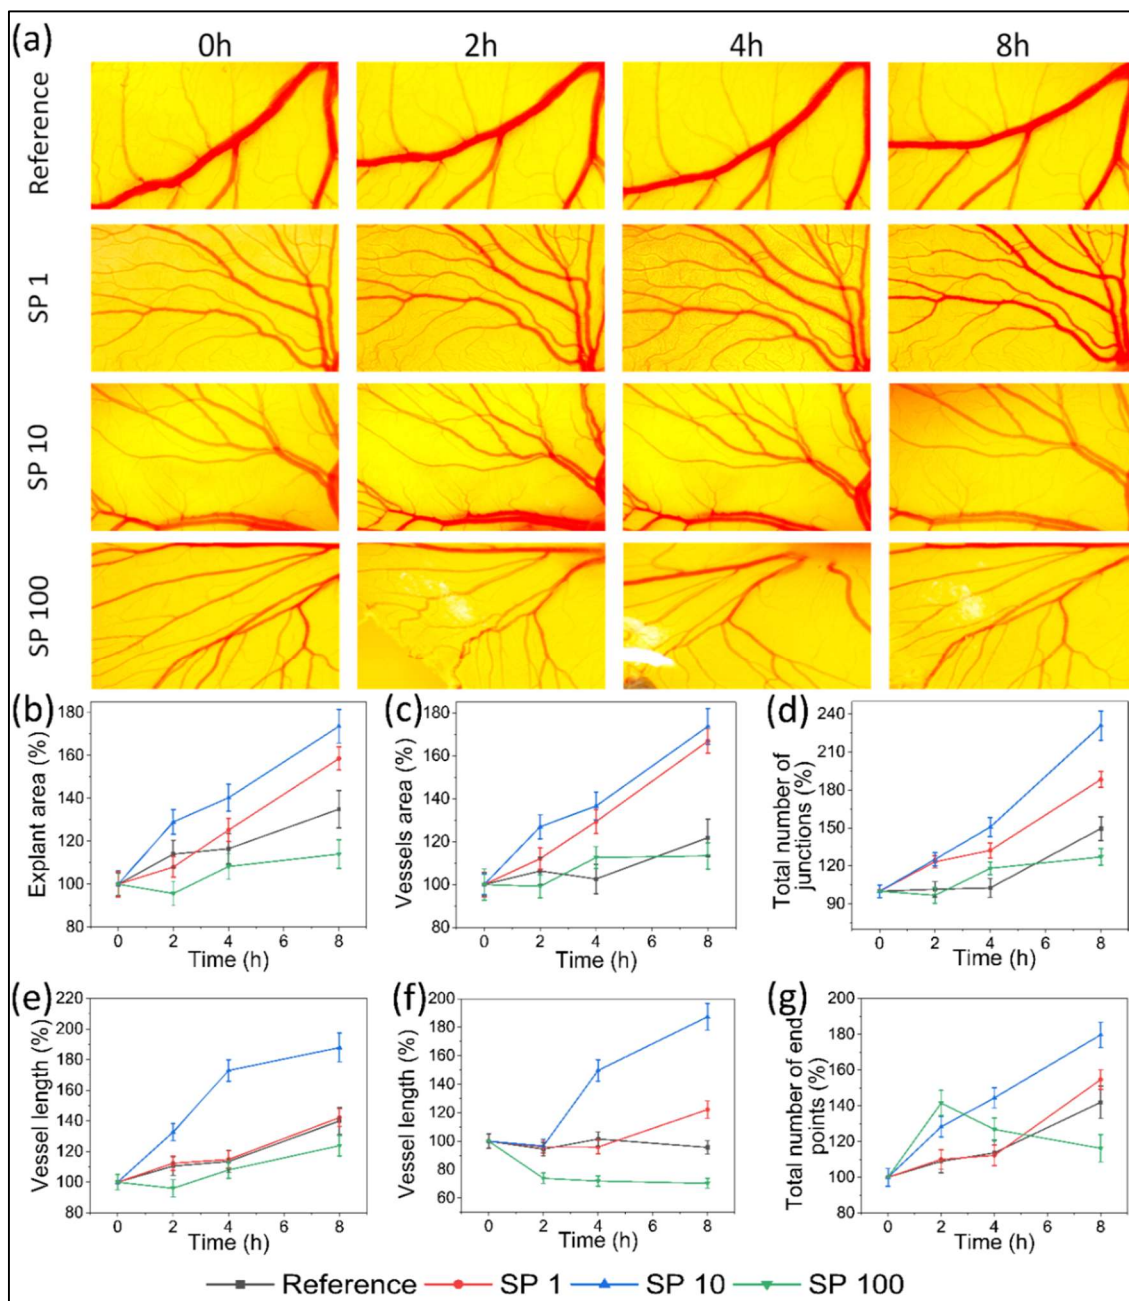 (a) 0h 2h 4h 8h
Reference
SP 1
SP 10
SP 100
(b)
Explant area (%)
180
160
140
120
100
80
0 2 4 6 8
Time (h)
(c)
Vessels area (%)
180
160
140
120
100
80
0 2 4 6 8
Time (h)
(d)
Total number of
junctions (%)
240
210
180
150
120
90
0 2 4 6 8
Time (h)
(e)
Vessel length (%)
220
200
180
160
140
120
100
80
0 2 4 6 8
Time (h)
(f)
Vessel length (%)
200
180
160
140
120
100
80
60
0 2 4 6 8
Time (h)
(g)
Total number of end
points (%)
200
180
160
140
120
100
80
0 2 4 6 8
Time (h)
Reference SP 1 SP 10 SP 100